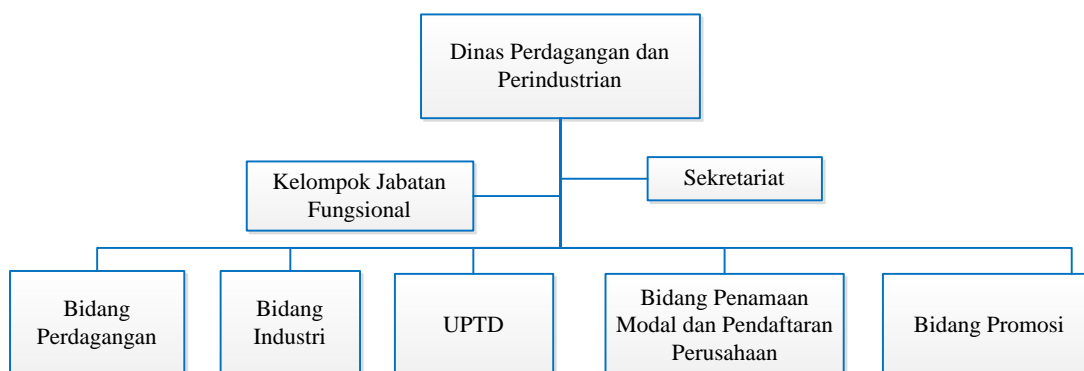 Dinas Perdagangan dan
Perindustrian
Kelompok Jabatan
Fungsional
Sekretariat
Bidang
Perdagangan
Bidang
Industri
UPTD
Bidang Penamaan
Modal dan Pendaftaran
Perusahaan
Bidang Promosi